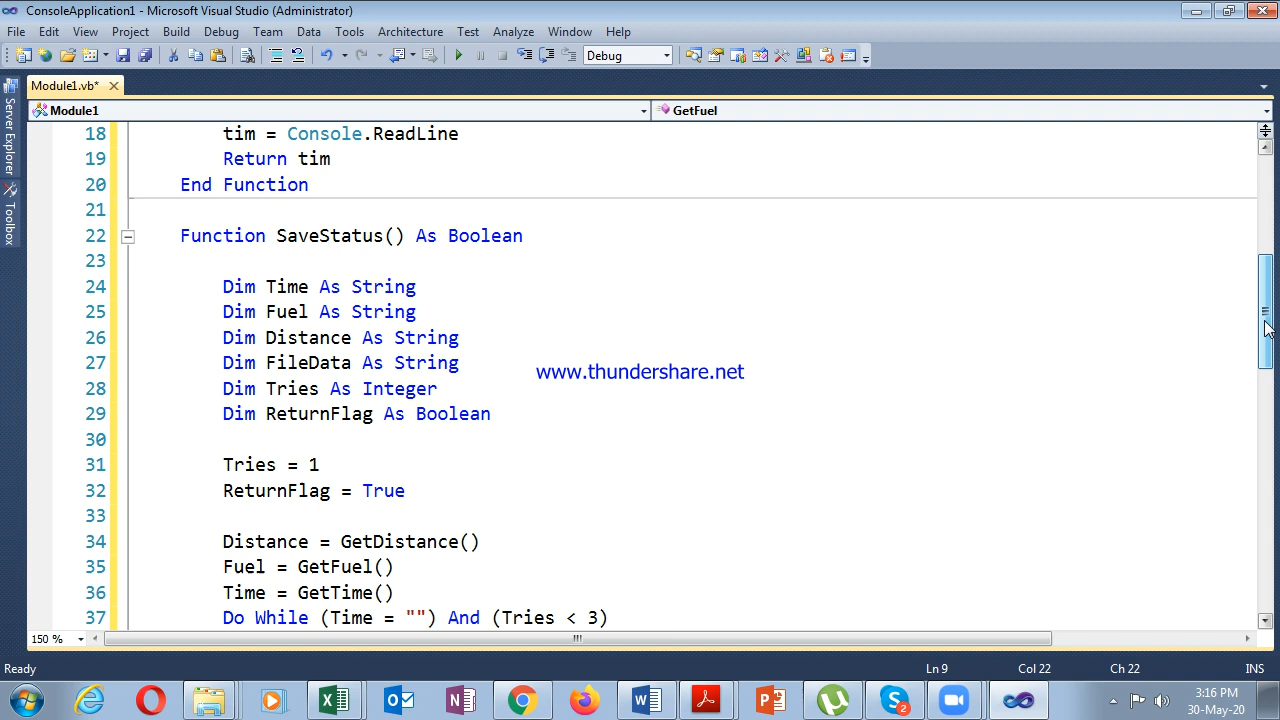 ConsoleApplication1 - Microsoft Visual Studio (Administrator)
File Edit View Project Build Debug Team Data Tools Architecture Test Analyze Window Help
Debug
Module1.vb*
Module1 GetFuel
Server Explorer
Toolbox
18 tim = Console.ReadLine
19 Return tim
20 End Function
21
22 Function SaveStatus() As Boolean
23
24 Dim Time As String
25 Dim Fuel As String
26 Dim Distance As String
27 Dim FileData As String
28 Dim Tries As Integer
29 Dim ReturnFlag As Boolean
30
31 Tries = 1
32 ReturnFlag = True
33
34 Distance = GetDistance()
35 Fuel = GetFuel()
36 Time = GetTime()
37 Do While (Time = "") And (Tries < 3)
www.thundershare.net
150 %
Ready Ln 9 Col 22 Ch 22 INS
2
3:16 PM
30-May-20